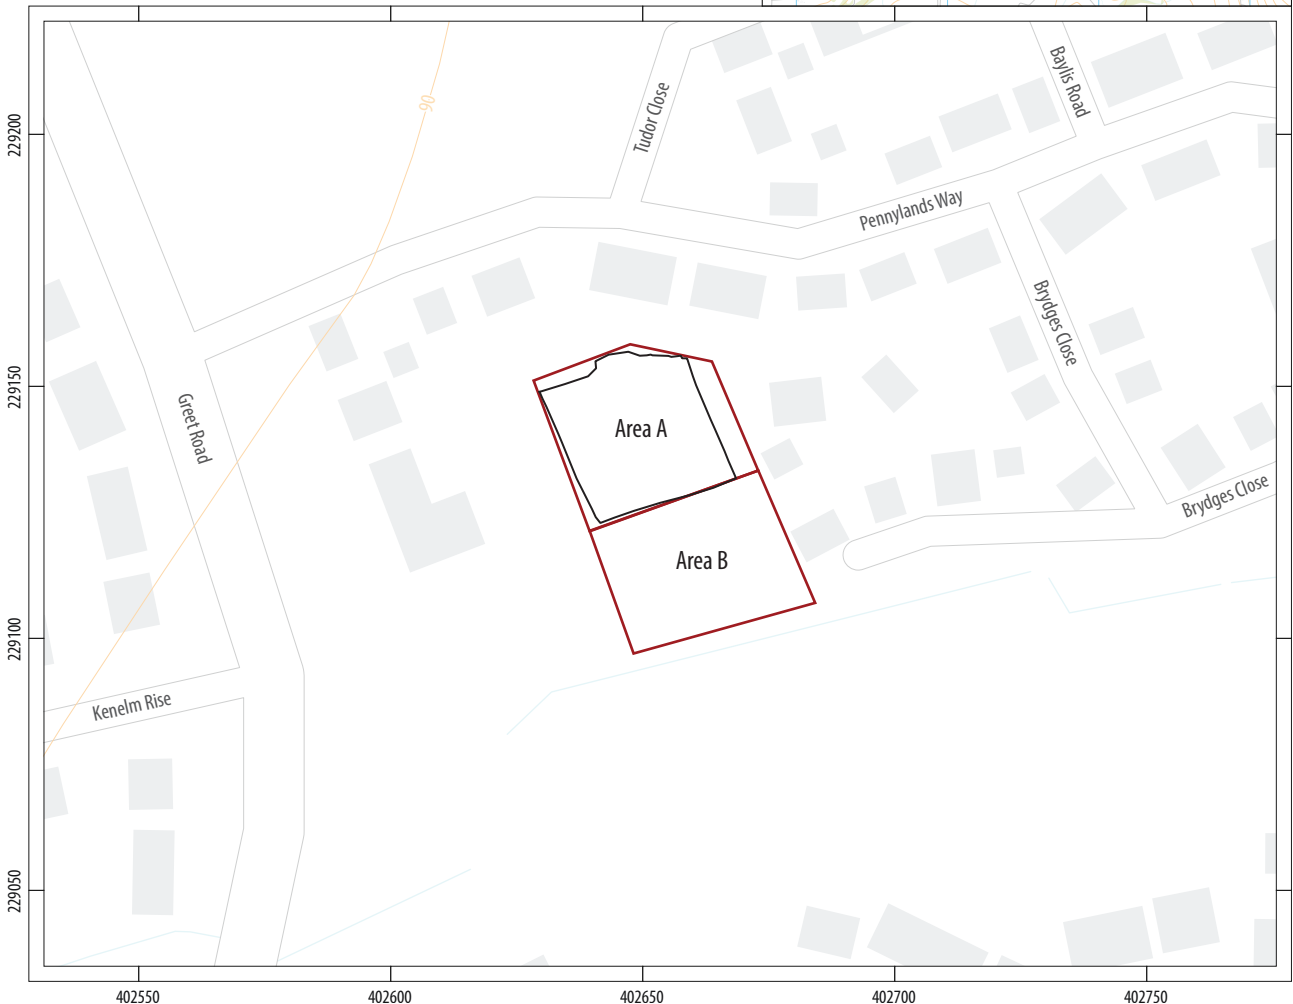 90
Tudor Close
Baylis Road
229200
Pennylands Way
Brydges Close
229150
Greet Road
Area A
Brydges Close
Area B
229100
Kenelm Rise
229050
402550
402600
402650
402700
402750